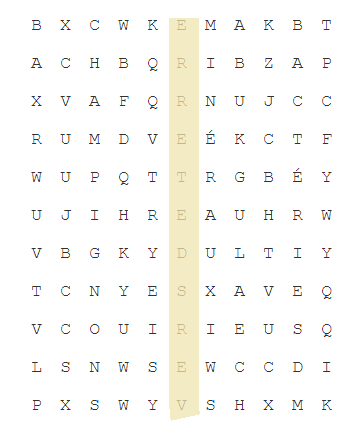 B X C W K E M A K B T
A C H B Q R I B Z A P
X V A F Q R N U J C C
R U M D V E É K C T F
W U P Q T T R G B É Y
U J I H R E A U H R W
V B G K Y D U L T I Y
T C N Y E S X A V E Q
V C O U I R I E U S Q
L S N W S E W C C D I
P X S W Y V S H X M K